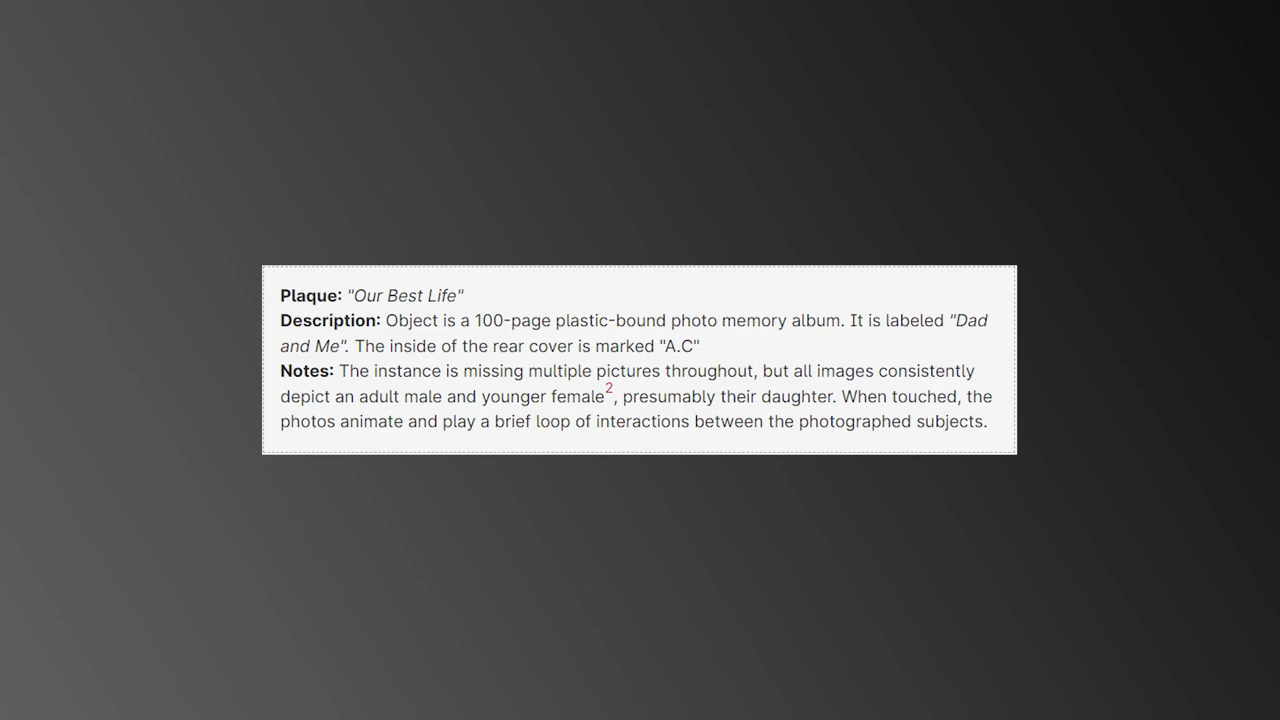 Plaque: "Our Best Life"
Description: Object is a 100-page plastic-bound photo memory album. It is labeled "Dad
and Me". The inside of the rear cover is marked "A.C"
Notes: The instance is missing multiple pictures throughout, but all images consistently
depict an adult male and younger female2, presumably their daughter. When touched, the
photos animate and play a brief loop of interactions between the photographed subjects.